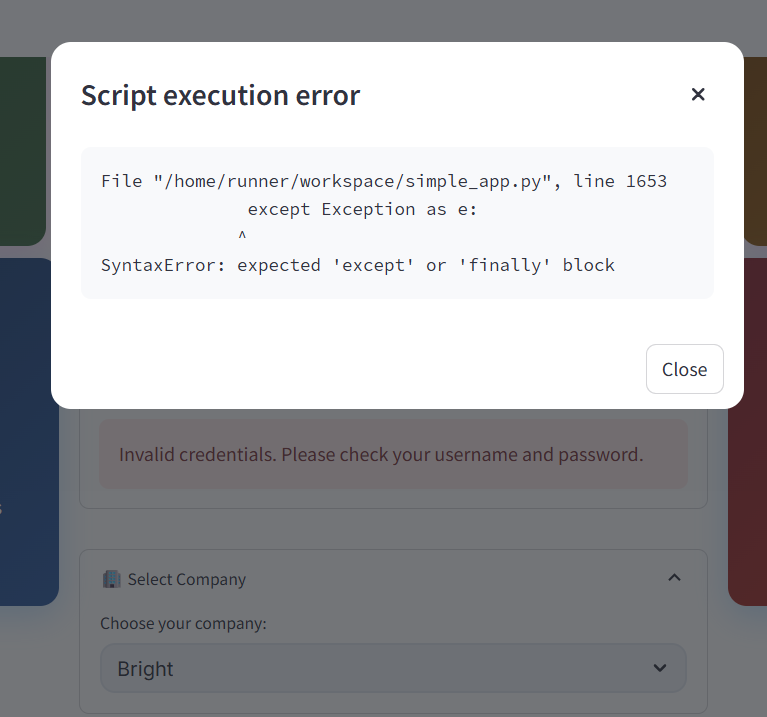 Script execution error
File "/home/runner/workspace/simple_app.py", line 1653
except Exception as e:
^
SyntaxError: expected 'except' or 'finally' block
Close
Invalid credentials. Please check your username and password.
s
Select Company
Choose your company:
Bright